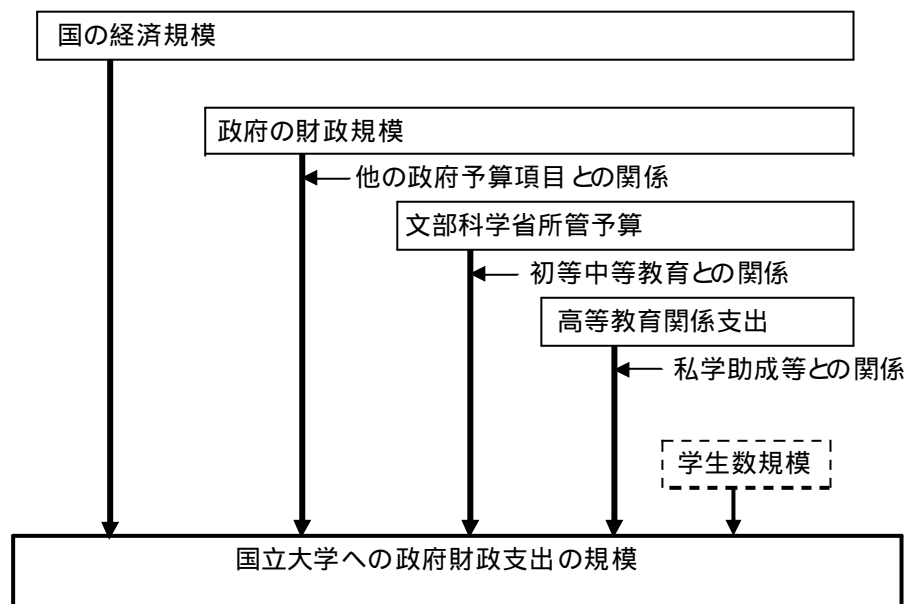 国の経済規模
政府の財政規模
他の政府予算項目との関係
文部科学省所管予算
初等中等教育との関係
高等教育関係支出
私学助成等との関係
学生数規模
国立大学への政府財政支出の規模